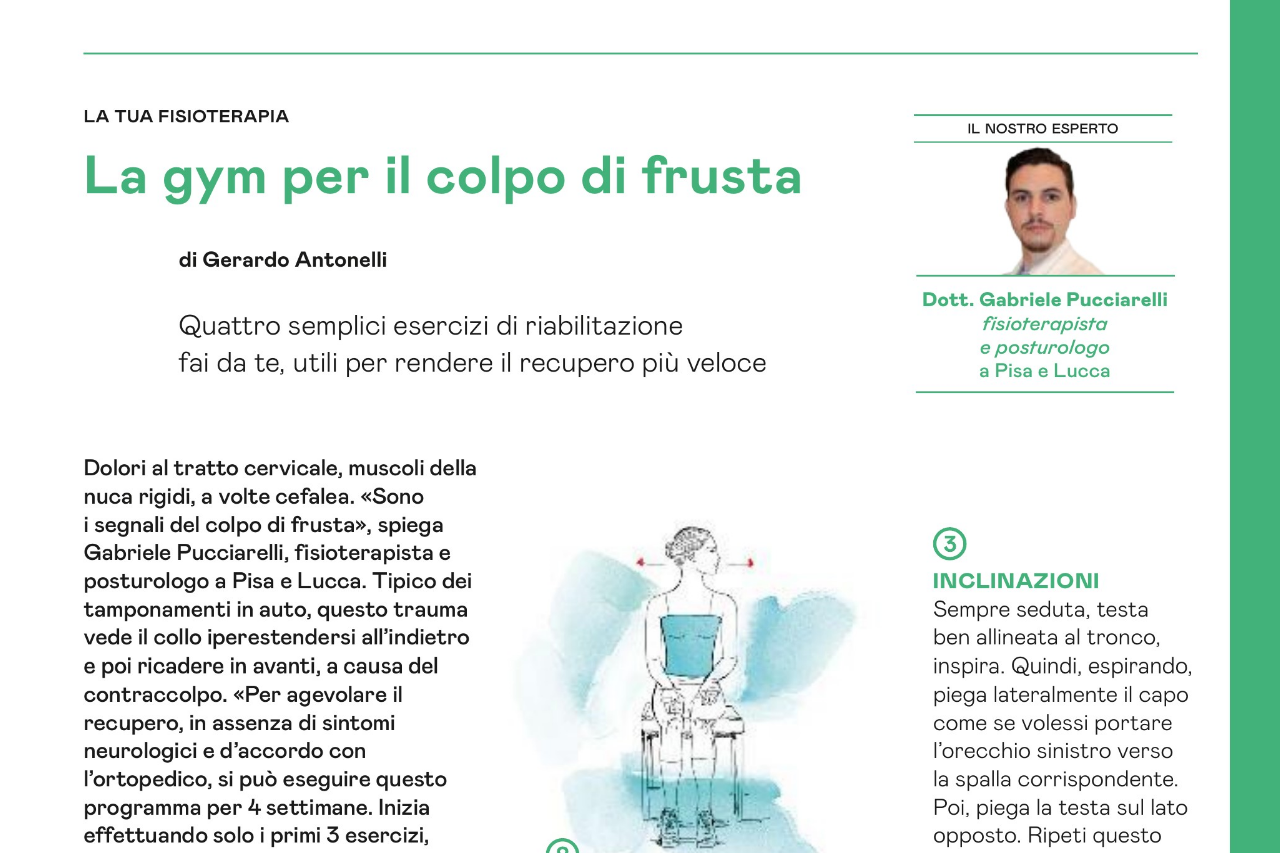 LA TUA FISIOTERAPIA
La gym per il colpo di frusta
di Gerardo Antonelli
Quattro semplici esercizi di riabilitazione
fai da te, utili per rendere il recupero più veloce
IL NOSTRO ESPERTO
Dott. Gabriele Pucciarelli
fisioterapista
e posturologo
a Pisa e Lucca
Dolori al tratto cervicale, muscoli della
nuca rigidi, a volte cefalea. «Sono
i segnali del colpo di frusta», spiega
Gabriele Pucciarelli, fisioterapista e
posturologo a Pisa e Lucca. Tipico dei
tamponamenti in auto, questo trauma
vede il collo iperestendersi all’indietro
e poi ricadere in avanti, a causa del
contraccolpo. «Per agevolare il
recupero, in assenza di sintomi
neurologici e d’accordo con
l’ortopedico, si può eseguire questo
programma per 4 settimane. Inizia
effettuando solo i primi 3 esercizi,
3
INCLINAZIONI
Sempre seduta, testa
ben allineata al tronco,
inspira. Quindi, espirando,
piega lateralmente il capo
come se volessi portare
l’orecchio sinistro verso
la spalla corrispondente.
Poi, piega la testa sul lato
opposto. Ripeti questo